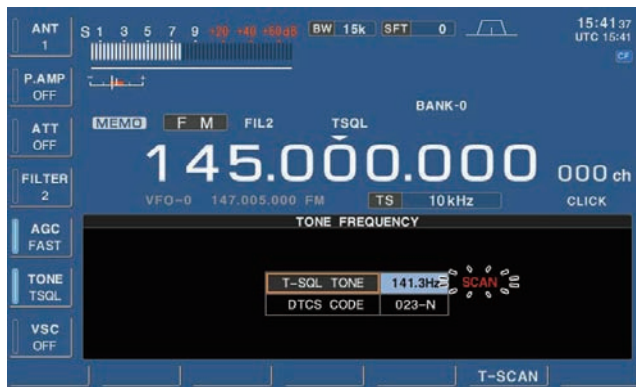 ANT
1
S 1 3 5 7 9 +20 +40 +60dB
BW 15k SFT 0
15:41 37
UTC 15:41
CF
P.AMP
OFF
BANK-0
ATT
OFF
MEMO FM FIL2 TSQL
145.000.000 000 ch
FILTER
2
VFO-0 147.005.000 FM TS 10kHz CLICK
AGC
FAST
TONE FREQUENCY
TONE
TSQL
T-SQL TONE 141.3Hz SCAN
DTCS CODE 023-N
VSC
OFF
T-SCAN